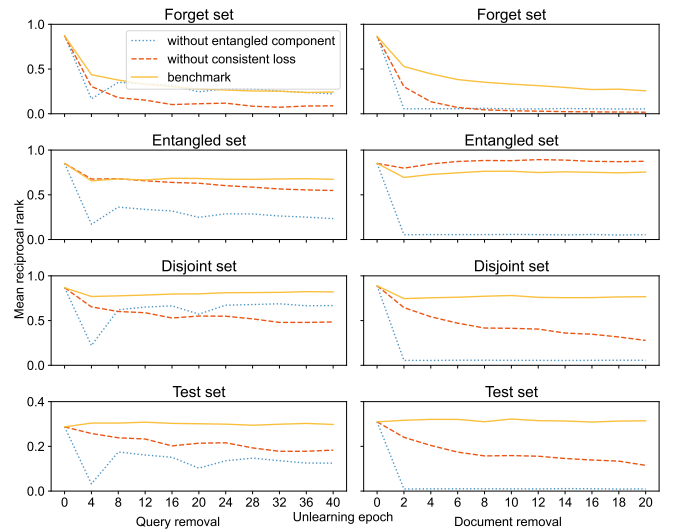 Forget set
Forget set
1.0
0.5
0.0
without entangled component
without consistent loss
benchmark
Entangled set
Entangled set
1.0
0.5
0.0
Disjoint set
Disjoint set
1.0
0.5
0.0
Test set
Test set
0.4
0.2
0.0
Mean reciprocal rank
0 4 8 12 16 20 24 28 32 36 40
0 2 4 6 8 10 12 14 16 18 20
Query removal
Unlearning epoch
Document removal